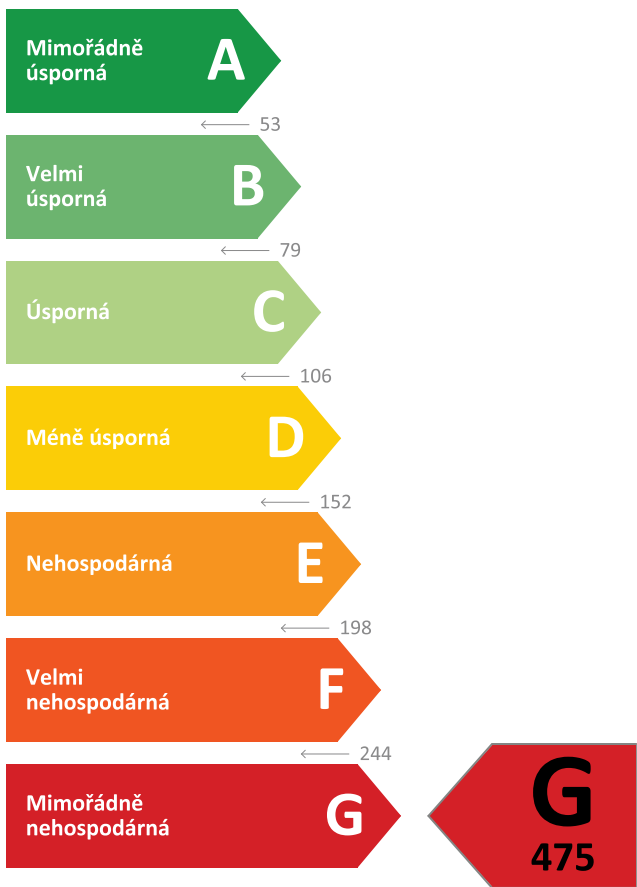 Mimořádně
úsporná
A
53
Velmi
úsporná
B
79
Úsporná
C
106
Méně úsporná
D
152
Nehospodárná
E
198
Velmi
nehospodárná
F
244
Mimořádně
nehospodárná
G
G
475